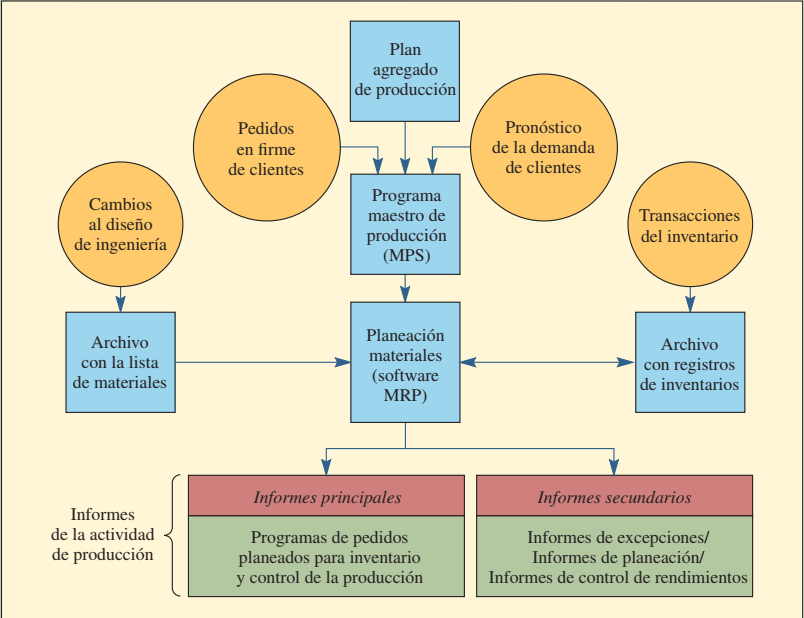 Plan
agregado
de producción
Pedidos
en firme
de clientes
Pronóstico
de la demanda
de clientes
Cambios
al diseño
de ingeniería
Programa
maestro de
producción
(MPS)
Transacciones
del inventario
Archivo
con la lista
de materiales
Planeación
materiales
(software
MRP)
Archivo
con registros
de inventarios
Informes
de la actividad
de producción
Informes principales
Programas de pedidos
planeados para inventario
y control de la producción
Informes secundarios
Informes de excepciones/
Informes de planeación/
Informes de control de rendimientos